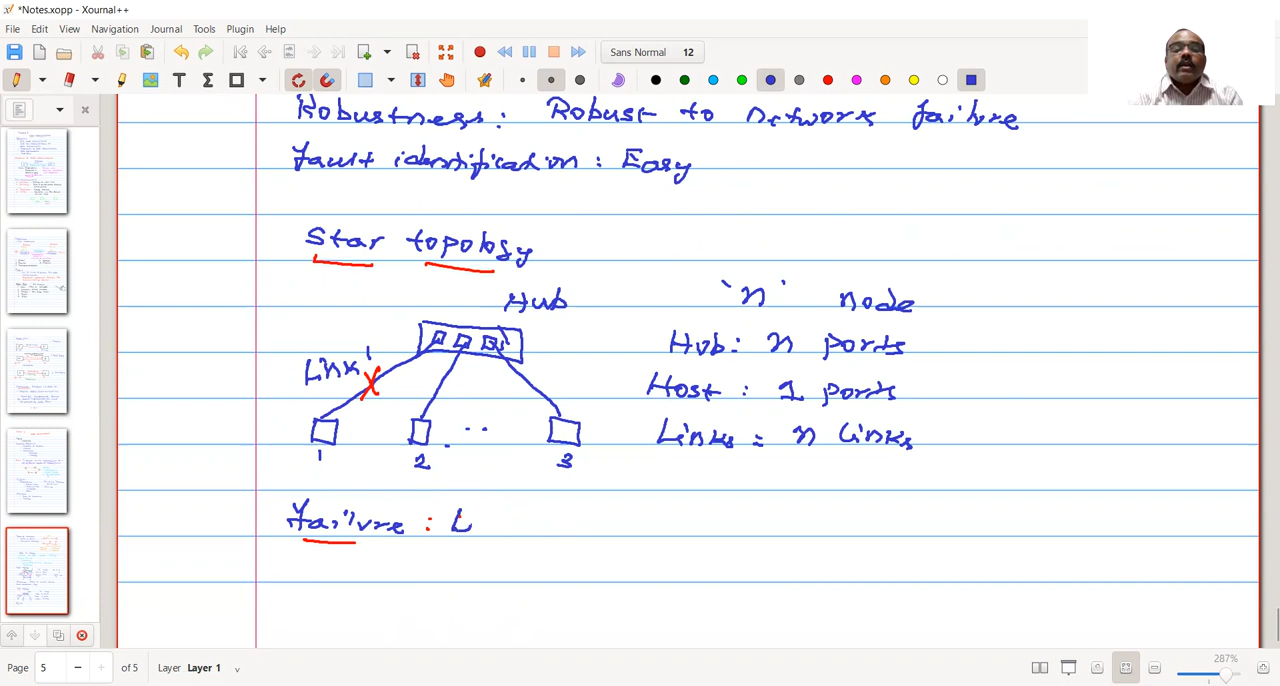 *Notes.xopp - Xournal++
File Edit View Navigation Journal Tools Plugin Help
Sans Normal 12
Robustness: Robust to network failure
Fault identification : Easy
Star topology
Hub 'n' node
Hub: n ports
Link 1
Host : 1 ports
Links = n links
1 2 3
Failure : L
Page 5 of 5 Layer Layer 1 287%